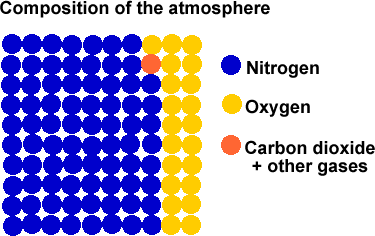 Composition of the atmosphere
Nitrogen
Oxygen
Carbon dioxide
+ other gases